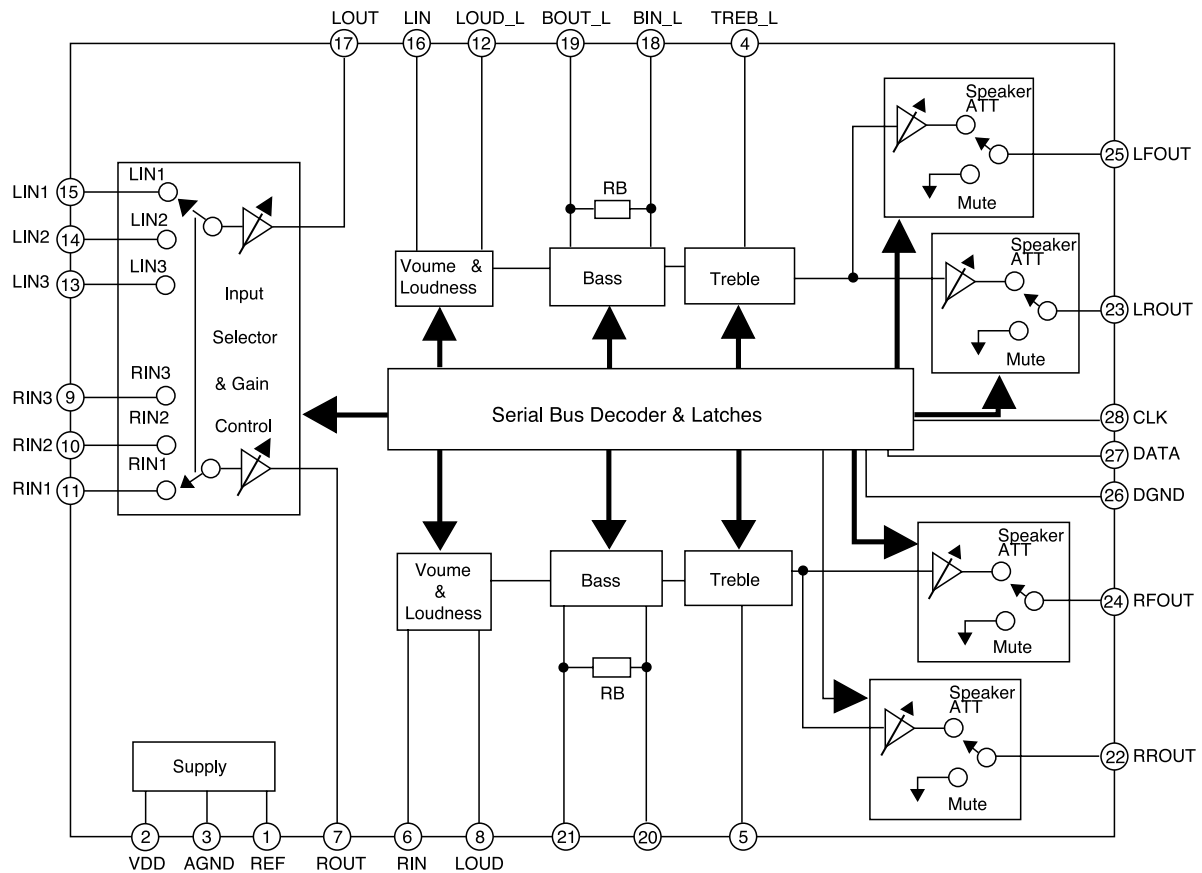 LOUT LIN LOUD_L BOUT_L BIN_L TREB_L
17 16 12 19 18 4
Speaker
ATT
Mute
25 LFOUT
LIN1 15 LIN1
LIN2 14 LIN2
LIN3 13 LIN3
Input
Selector
& Gain
Control
RIN3 9 RIN3
RIN2 10 RIN2
RIN1 11 RIN1
RB
Voume &
Loudness
Bass
Treble
Speaker
ATT
Mute
23 LROUT
Serial Bus Decoder & Latches
28 CLK
27 DATA
26 DGND
Voume
&
Loudness
Bass
Treble
RB
Speaker
ATT
Mute
24 RFOUT
Speaker
ATT
Mute
22 RROUT
Supply
2 3 1 7 6 8 21 20 5
VDD AGND REF ROUT RIN LOUD